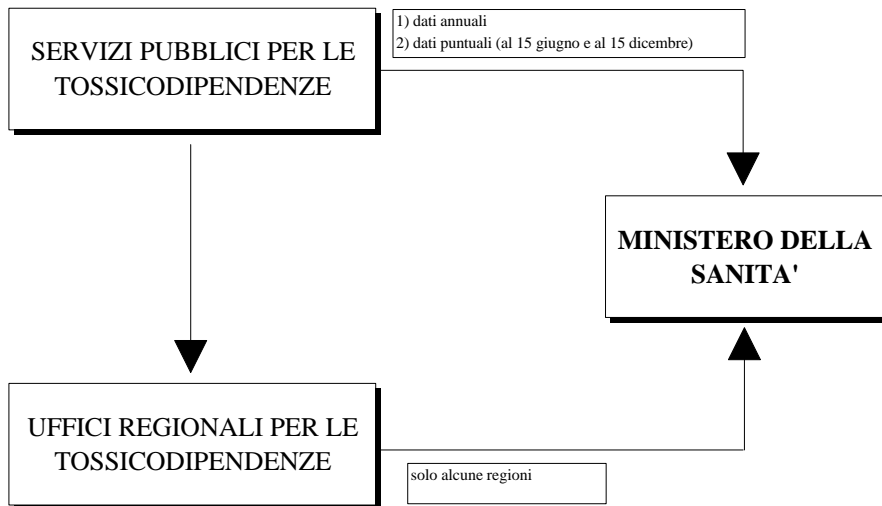 SERVIZI PUBBLICI PER LE
TOSSICODIPENDENZE
1) dati annuali
2) dati puntuali (al 15 giugno e al 15 dicembre)
MINISTERO DELLA
SANITA'
UFFICI REGIONALI PER LE
TOSSICODIPENDENZE
solo alcune regioni